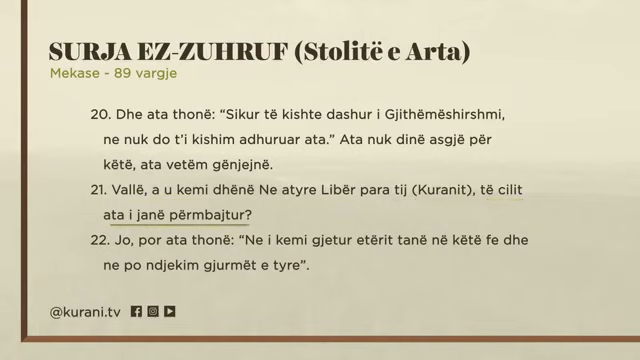 SURJA EZ-ZUHRUF (Stolitë e Arta)
Mekase - 89 vargje
20. Dhe ata thonë: “Sikur të kishte dashur i Gjithëmëshirshmi,
ne nuk do t’i kishim adhuruar ata.” Ata nuk dinë asgjë për
këtë, ata vetëm gënjejnë.
21. Vallë, a u kemi dhënë Ne atyre Libër para tij (Kuranit), të cilit
ata i janë përmbajtur?
22. Jo, por ata thonë: “Ne i kemi gjetur etërit tanë në këtë fe dhe
ne po ndjekim gjurmët e tyre”.
@kurani.tv